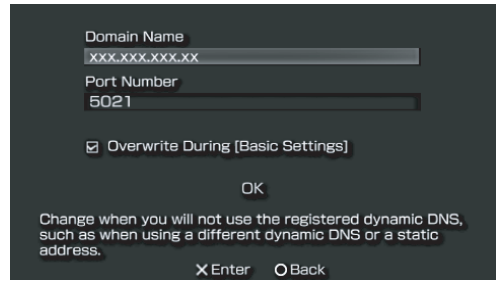 Domain Name
xxx.xxx.xxx.xx
Port Number
5021
Overwrite During [Basic Settings]
OK
Change when you will not use the registered dynamic DNS,
such as when using a different dynamic DNS or a static
address.
X Enter O Back